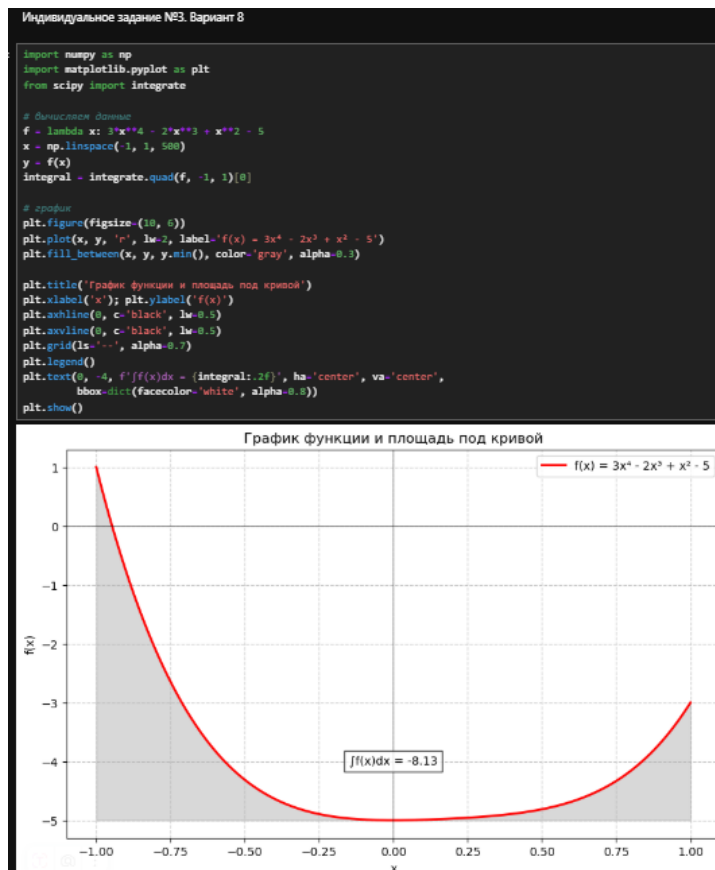 Индивидуальное задание №3. Вариант 8
import numpy as np
import matplotlib.pyplot as plt
from scipy import integrate
# вычисляем данные
f = lambda x: 3*x**4 - 2*x**3 + x**2 - 5
x = np.linspace(-1, 1, 500)
y = f(x)
integral = integrate.quad(f, -1, 1)[0]
# график
plt.figure(figsize=(10, 6))
plt.plot(x, y, 'r', lw=2, label='f(x) = 3x⁴ - 2x³ + x² - 5')
plt.fill_between(x, y, y.min(), color='gray', alpha=0.3)
plt.title('График функции и площадь под кривой')
plt.xlabel('x'); plt.ylabel('f(x)')
plt.axhline(0, c='black', lw=0.5)
plt.axvline(0, c='black', lw=0.5)
plt.grid(ls='--', alpha=0.7)
plt.legend()
plt.text(0, -4, f'∫f(x)dx = {integral:.2f}', ha='center', va='center',
bbox=dict(facecolor='white', alpha=0.8))
plt.show()
График функции и площадь под кривой
f(x) = 3x⁴ - 2x³ + x² - 5
1
0
−1
−2
−3
−4
−5
f(x)
∫f(x)dx = -8.13
−1.00 −0.75 −0.50 −0.25 0.00 0.25 0.50 0.75 1.00
x